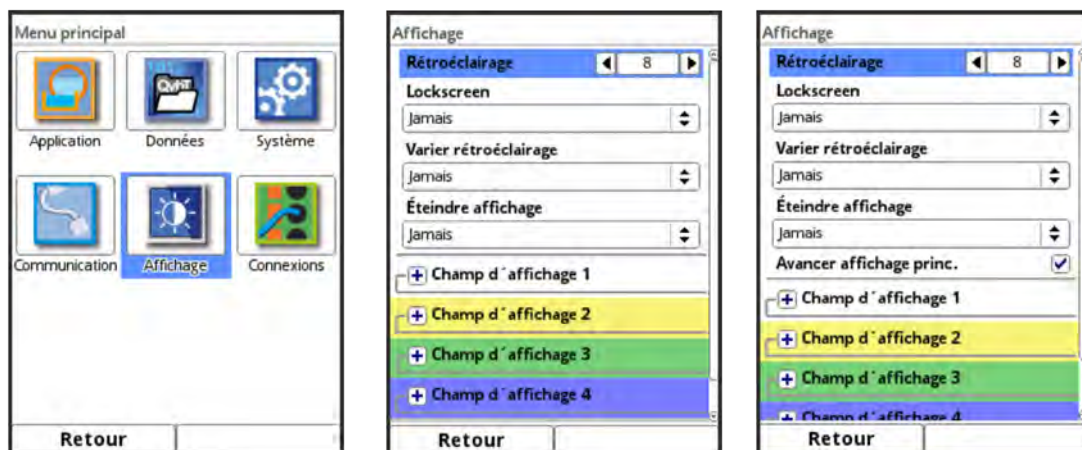 Menu principal
Application Données Système
Communication Affichage Connexions
Retour
Affichage
Rétroéclairage 8
Lockscreen
Jamais
Varier rétroéclairage
Jamais
Éteindre affichage
Jamais
Champ d´affichage 1
Champ d´affichage 2
Champ d´affichage 3
Champ d´affichage 4
Retour
Affichage
Rétroéclairage 8
Lockscreen
Jamais
Varier rétroéclairage
Jamais
Éteindre affichage
Jamais
Avancer affichage princ.
Champ d´affichage 1
Champ d´affichage 2
Champ d´affichage 3
Champ d´affichage 4
Retour